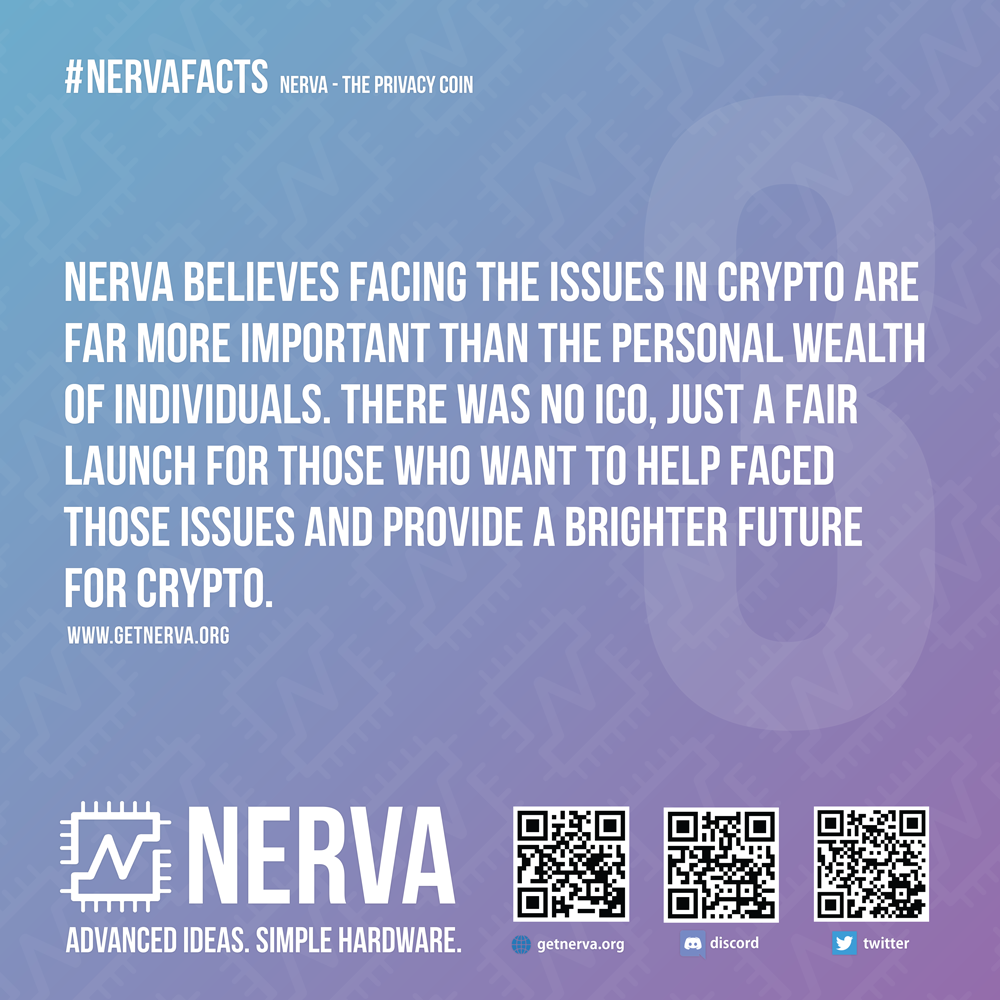 #NERVAFACTS NERVA - THE PRIVACY COIN
8
NERVA BELIEVES FACING THE ISSUES IN CRYPTO ARE
FAR MORE IMPORTANT THAN THE PERSONAL WEALTH
OF INDIVIDUALS. THERE WAS NO ICO, JUST A FAIR
LAUNCH FOR THOSE WHO WANT TO HELP FACED
THOSE ISSUES AND PROVIDE A BRIGHTER FUTURE
FOR CRYPTO.
WWW.GETNERVA.ORG
NERVA
ADVANCED IDEAS. SIMPLE HARDWARE.
getnerva.org
discord
twitter